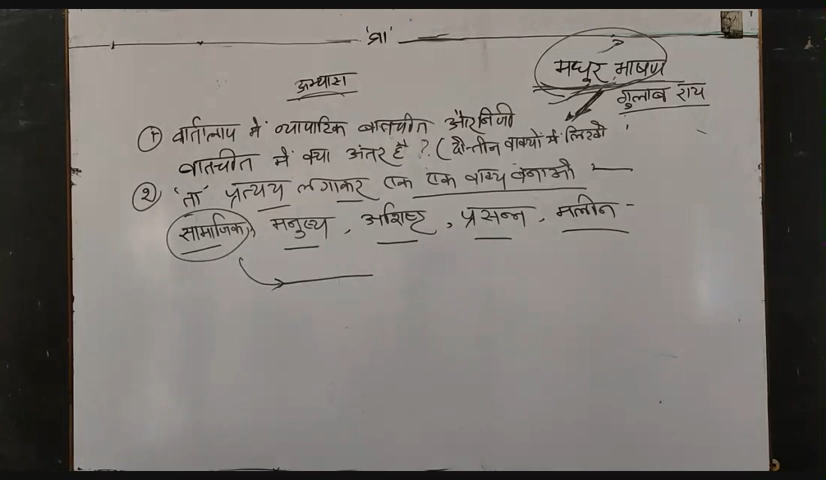 'प्रा'
मधुर भाषण
गुलाब राय
अभ्यास
① वार्तालाप में व्यापारिक बातचीत और निजी
बातचीत में क्या अंतर है ? (दो-तीन वाक्यों में लिखो
② 'ता' प्रत्यय लगाकर एक एक वाक्य बनाओ —
सामाजिक, मनुष्य, अशिष्ट, प्रसन्न, मलीन -